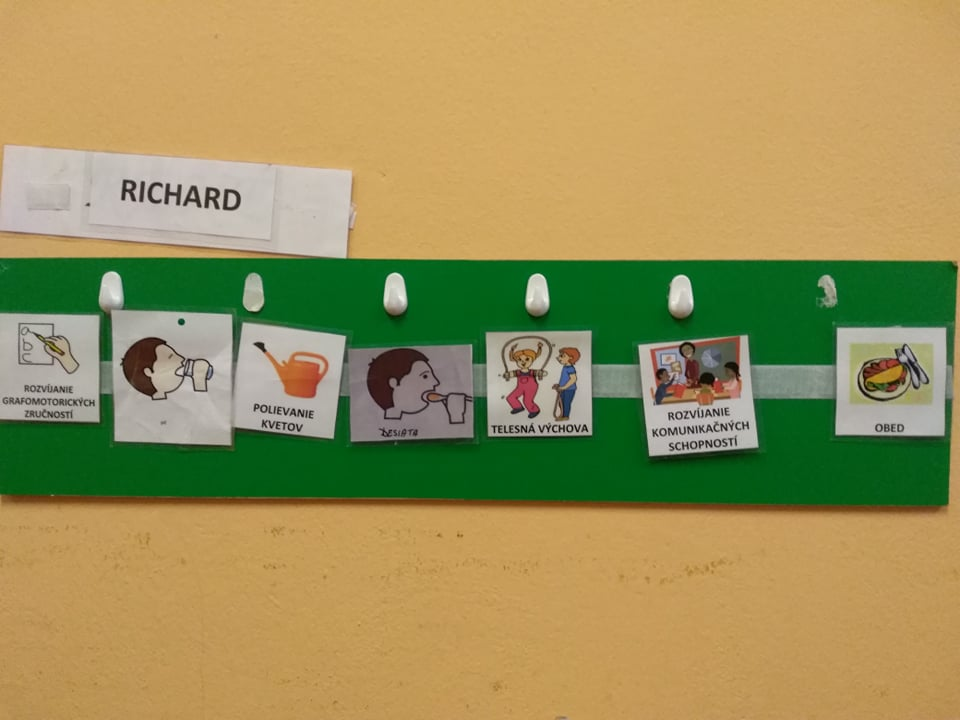 RICHARD
ROZVÍJANIE
GRAFOMOTORICKÝCH
ZRUČNOSTÍ
POLIEVANIE
KVETOV
DESIATA
TELESNÁ VÝCHOVA
ROZVÍJANIE
KOMUNIKAČNÝCH
SCHOPNOSTÍ
OBED